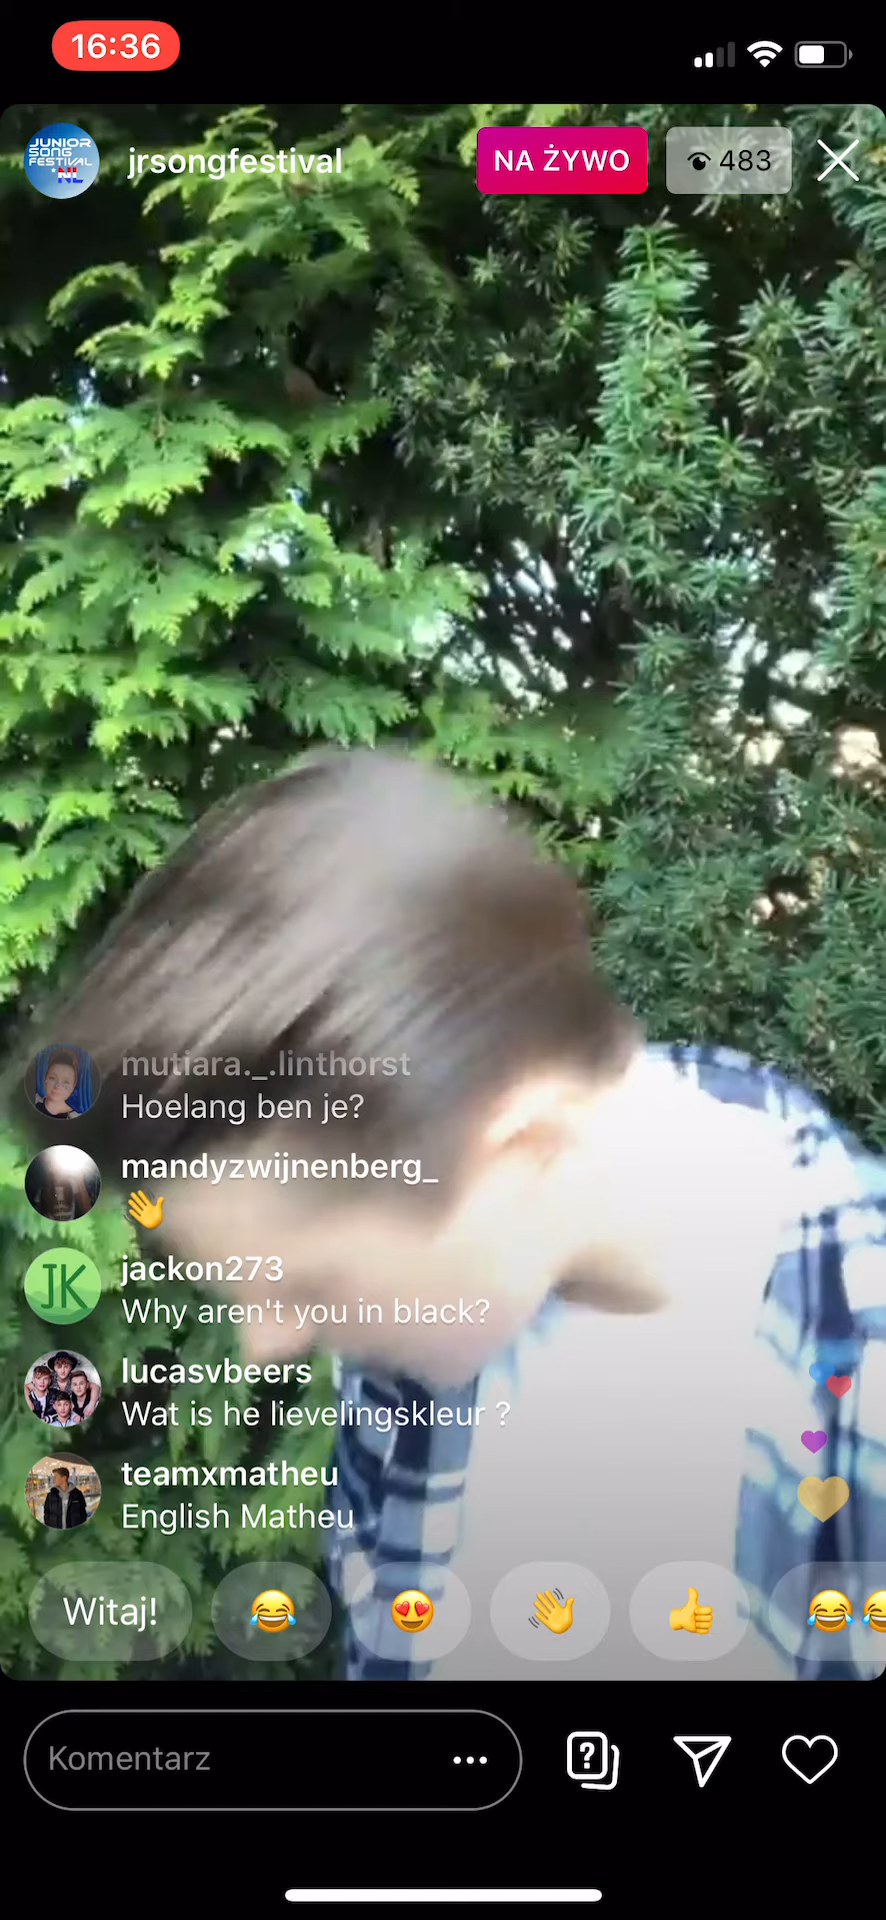 16:36
JUNIOR
SONG
FESTIVAL
NL
jrsongfestival
NA ŻYWO
483
mutiara._.linthorst
Hoelang ben je?
mandyzwijnenberg_
👋
jackon273
JK
Why aren't you in black?
lucasvbeers
Wat is he lievelingskleur ?
teamxmatheu
English Matheu
Witaj!
Komentarz